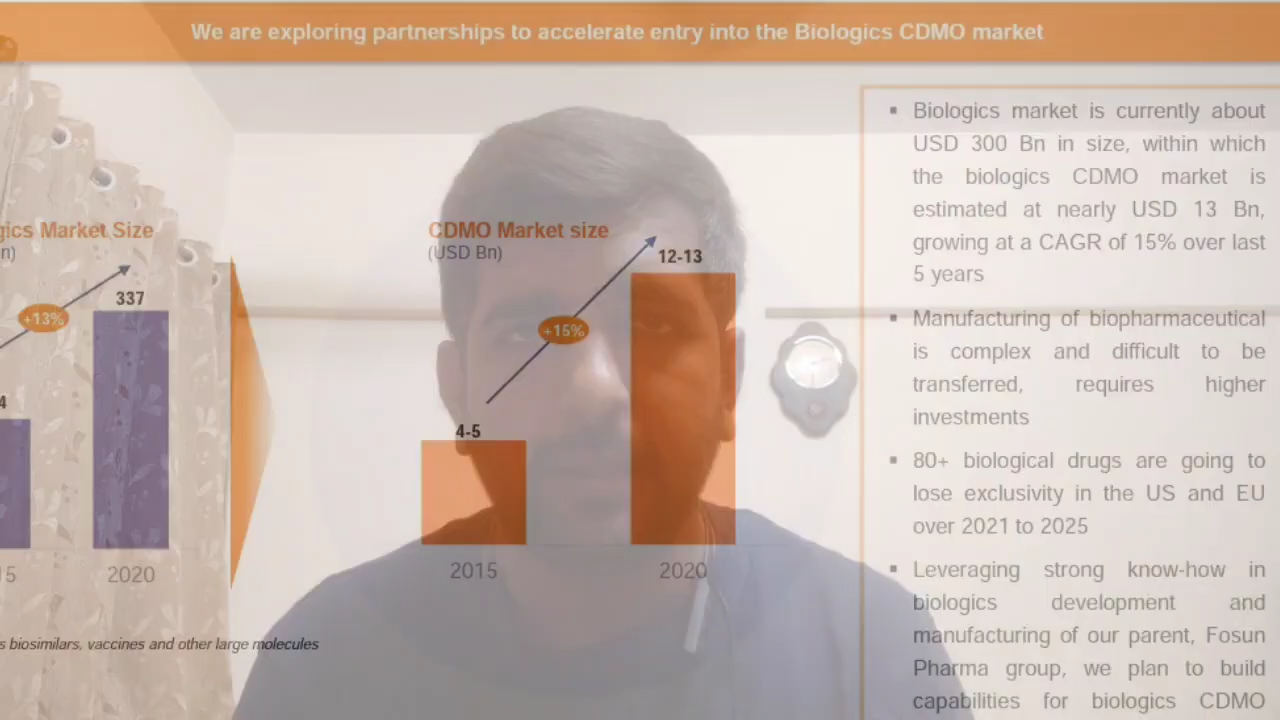 We are exploring partnerships to accelerate entry into the Biologics CDMO market
Market Size
+13%
337
2020
biosimilars, vaccines and other large molecules
CDMO Market size
(USD Bn)
12-13
+15%
4-5
2015
2020
▪ Biologics market is currently about
USD 300 Bn in size, within which
the biologics CDMO market is
estimated at nearly USD 13 Bn,
growing at a CAGR of 15% over last
5 years
▪ Manufacturing of biopharmaceutical
is complex and difficult to be
transferred, requires higher
investments
▪ 80+ biological drugs are going to
lose exclusivity in the US and EU
over 2021 to 2025
▪ Leveraging strong know-how in
biologics development and
manufacturing of our parent, Fosun
Pharma group, we plan to build
capabilities for biologics CDMO